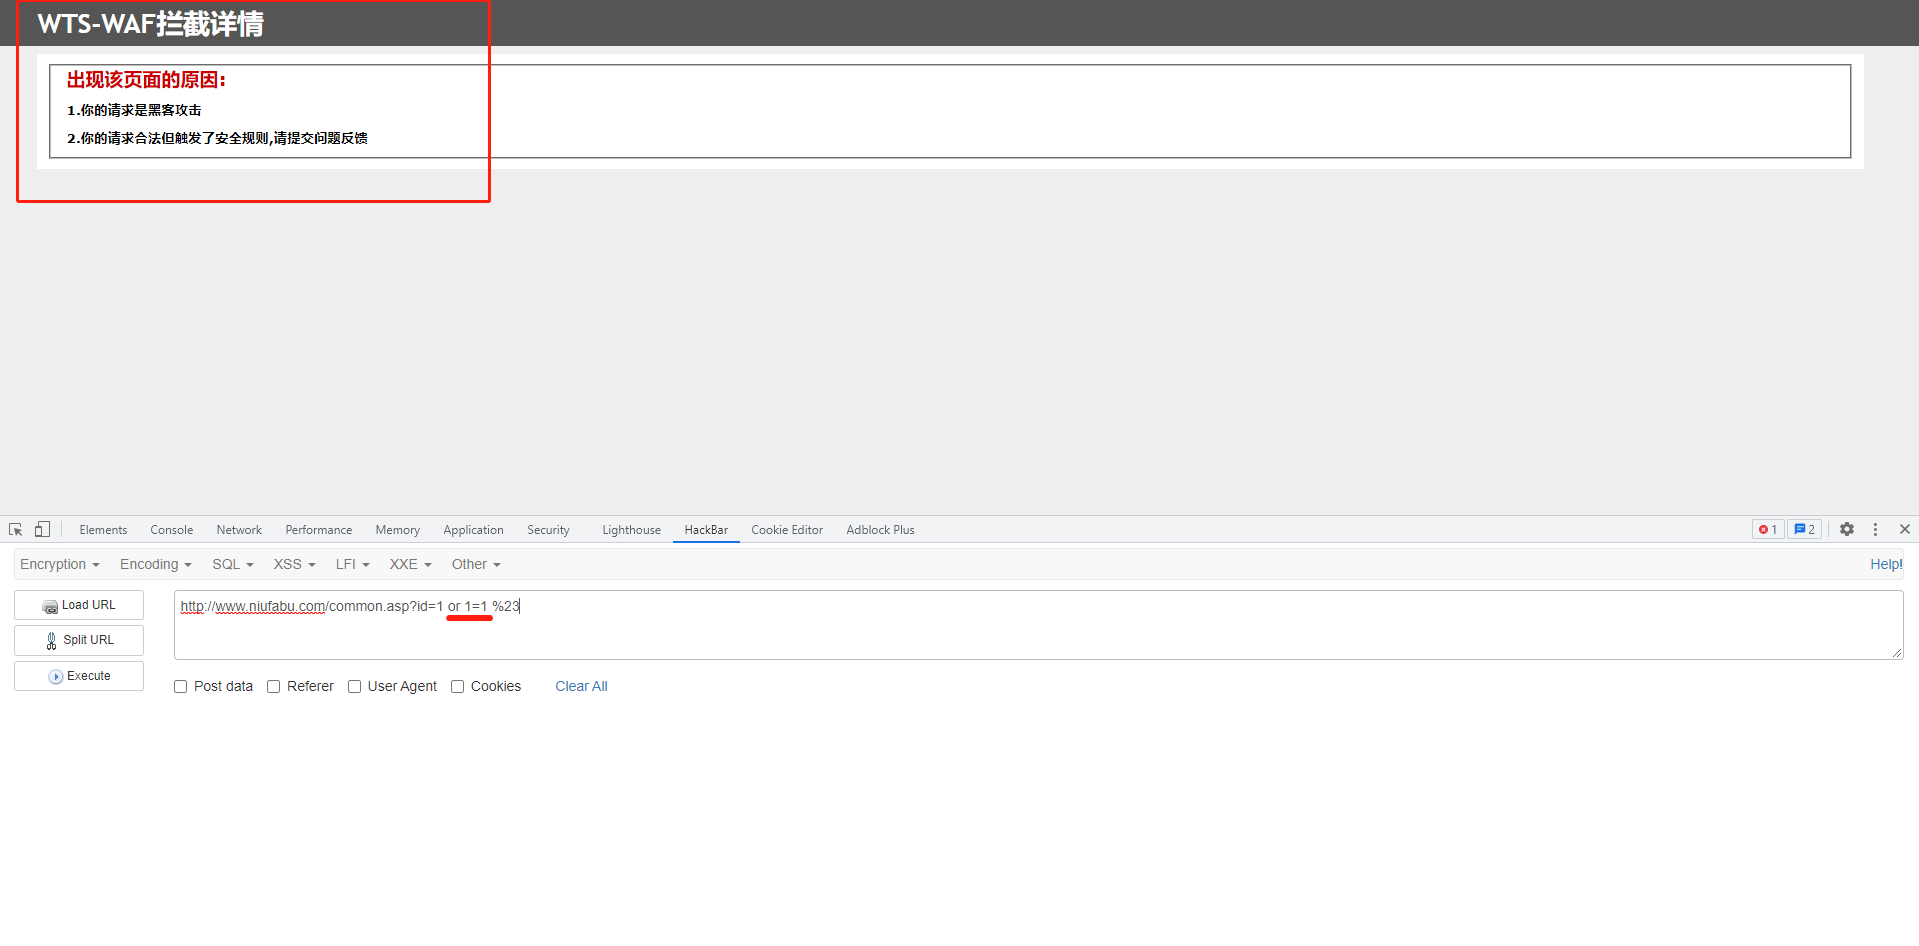 WTS-WAF拦截详情
出现该页面的原因:
1.你的请求是黑客攻击
2.你的请求合法但触发了安全规则,请提交问题反馈
Elements Console Network Performance Memory Application Security Lighthouse HackBar Cookie Editor Adblock Plus 1 2
Encryption Encoding SQL XSS LFI XXE Other Help!
Load URL
http://www.niufabu.com/common.asp?id=1 or 1=1 %23
Split URL
Execute
Post data Referer User Agent Cookies Clear All